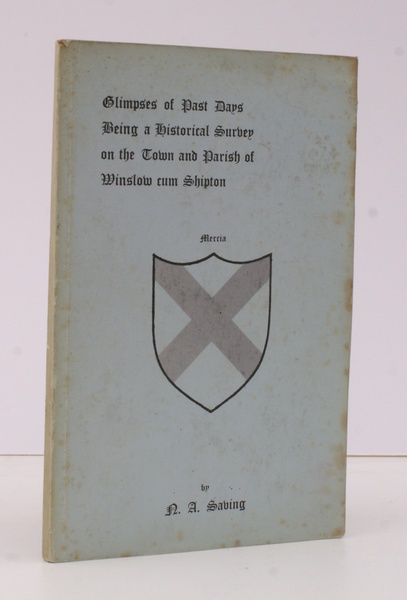 Glimpses of Past Days
Being a Historical Survey
on the Town and Parish of
Winslow cum Shipton
Mercia
by
N. A. Saving